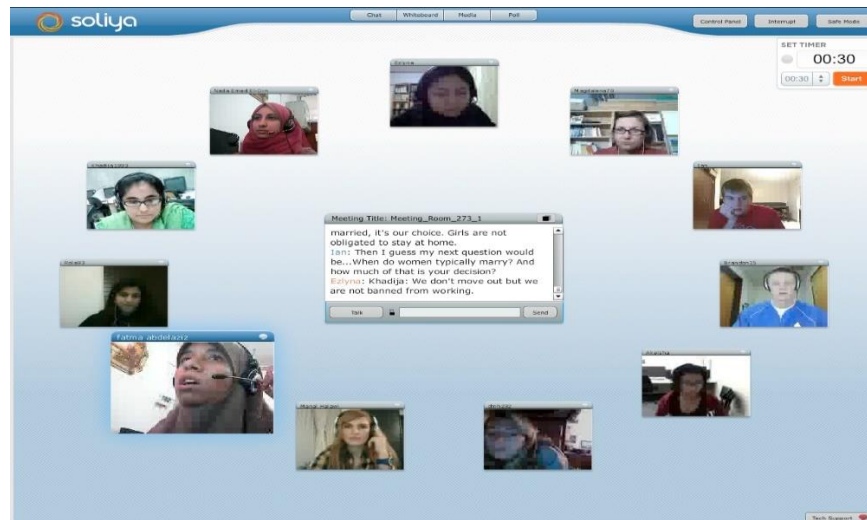 soliya
Chat Whiteboard Media Poll
Control Panel Interrupt Safe Mode
SET TIMER
00:30
00:30 Start
Ezlyna
Ian
fatma abdelaziz
Meeting Title: Meeting_Room_273_1
married, it's our choice. Girls are not
obligated to stay at home.
Ian: Then I guess my next question would
be...When do women typically marry? And
how much of that is your decision?
Ezlyna: Khadija: We don't move out but we
are not banned from working.
Talk Send
Tech Support